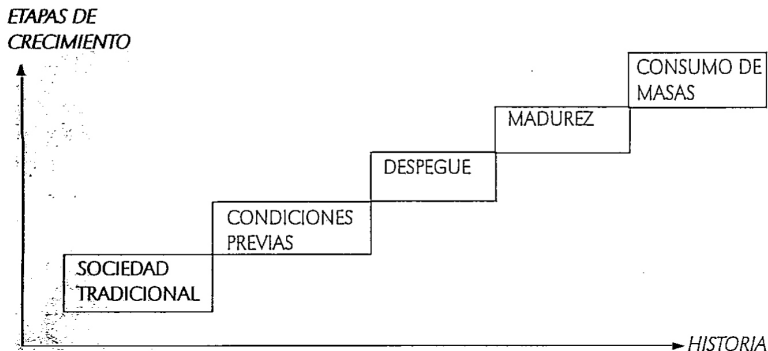 ETAPAS DE
CRECIMIENTO
CONSUMO DE
MASAS
MADUREZ
DESPEGUE
CONDICIONES
PREVIAS
SOCIEDAD
TRADICIONAL
HISTORIA